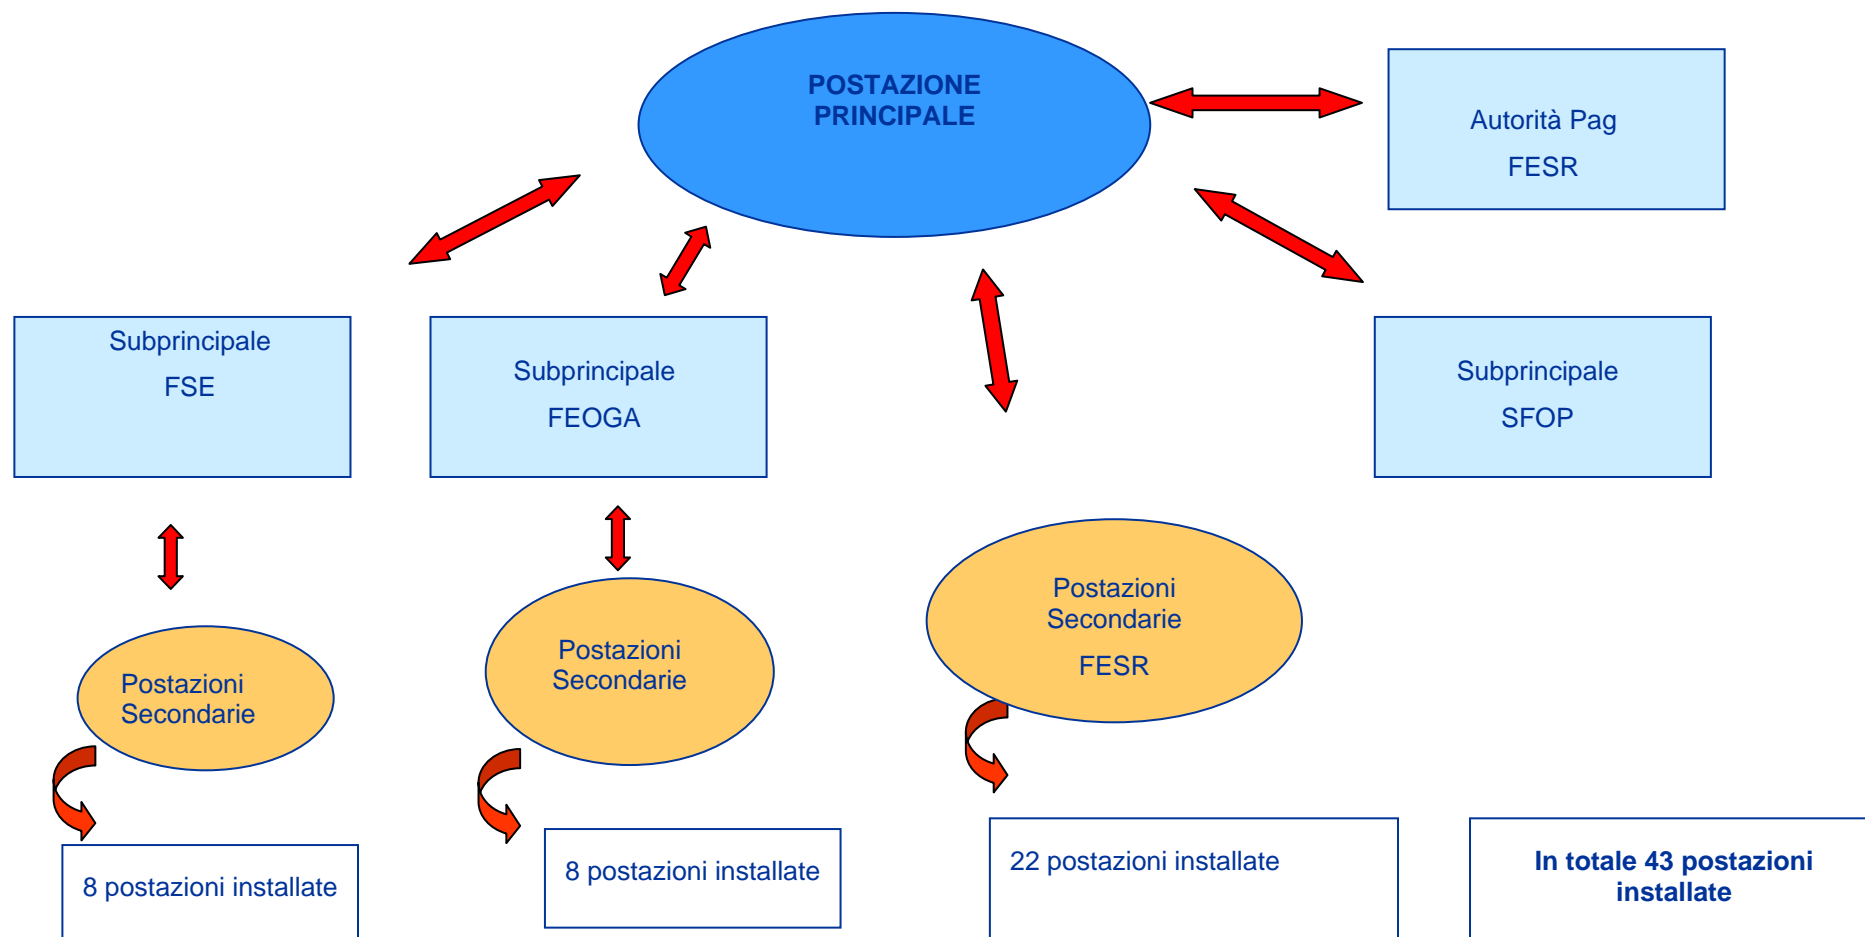 POSTAZIONE
PRINCIPALE
Autorità Pag
FESR
Subprincipale
FSE
Subprincipale
FEOGA
Subprincipale
SFOP
Postazioni
Secondarie
Postazioni
Secondarie
Postazioni
Secondarie
FESR
8 postazioni installate
8 postazioni installate
22 postazioni installate
In totale 43 postazioni
installate